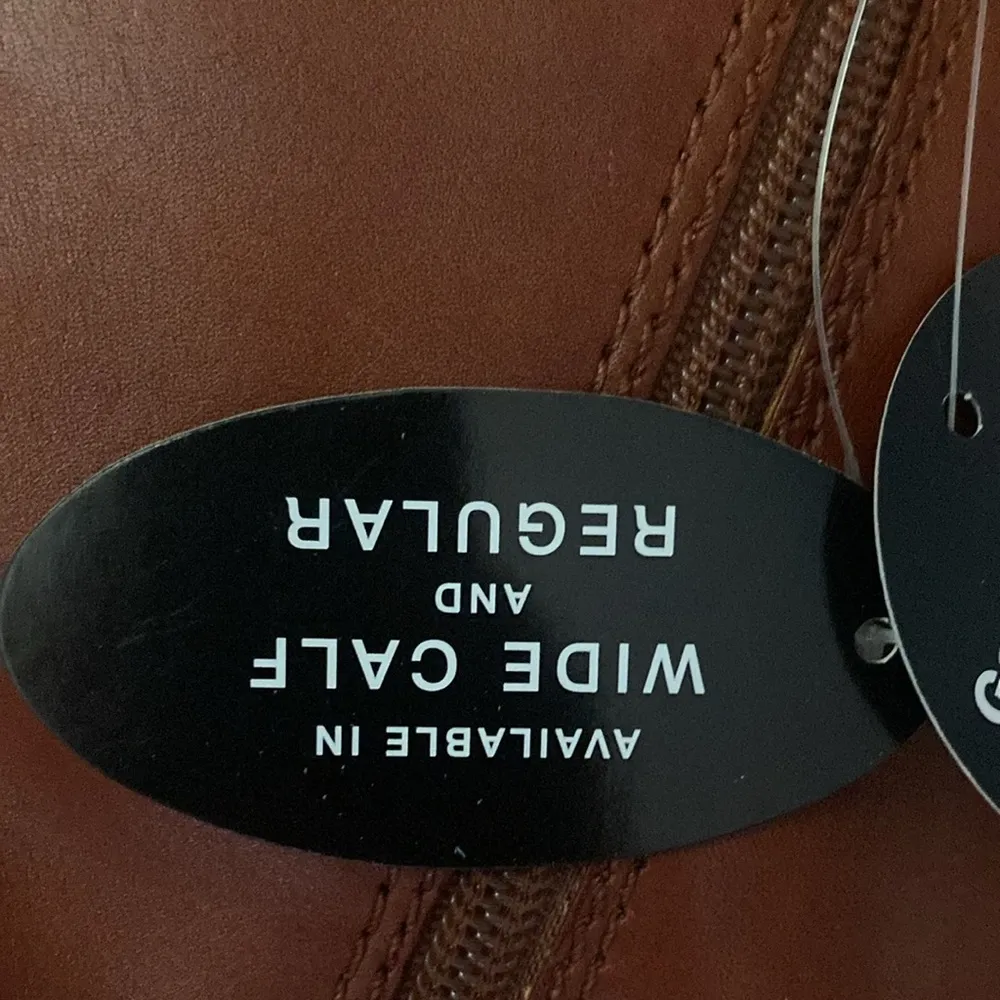 AVAILABLE IN
WIDE CALF
AND
REGULAR